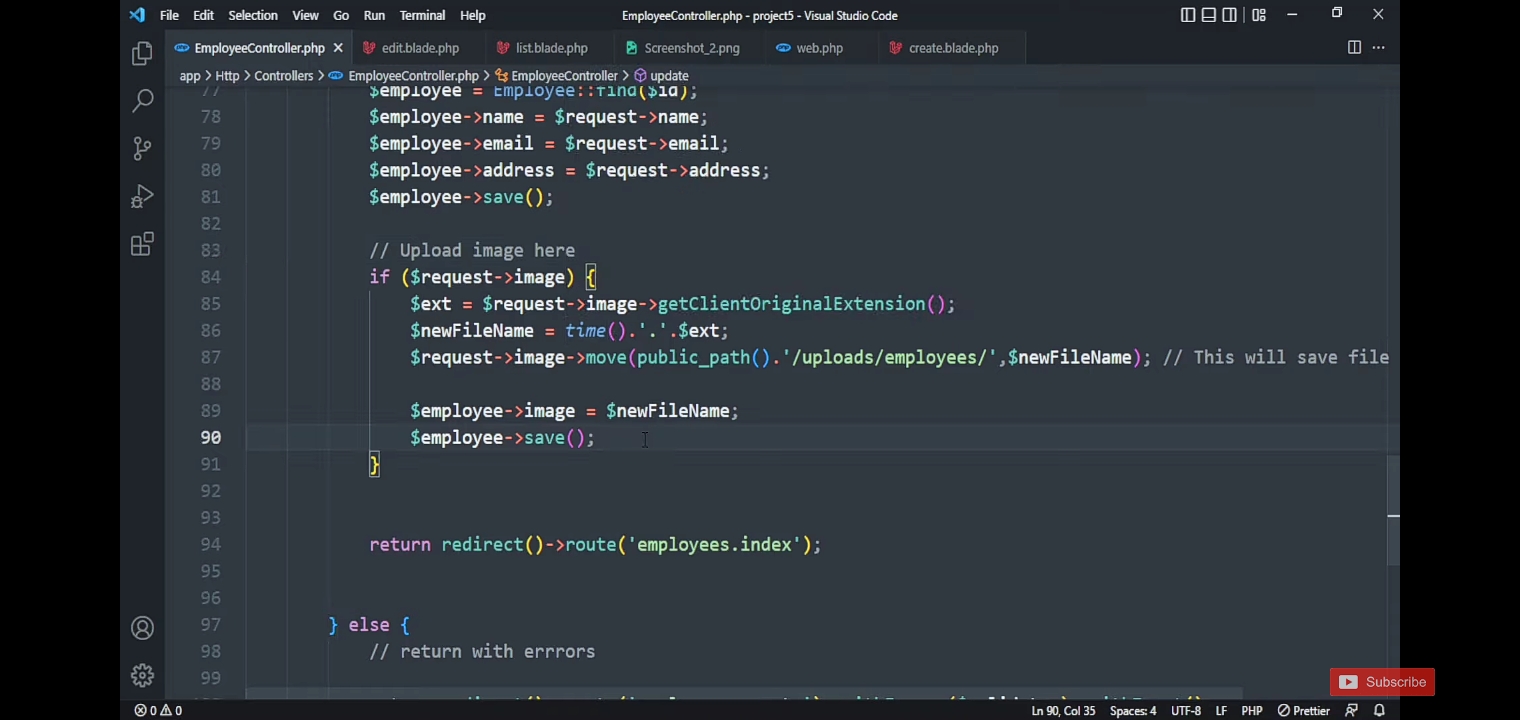 File Edit Selection View Go Run Terminal Help EmployeeController.php - project5 - Visual Studio Code
EmployeeController.php edit.blade.php list.blade.php Screenshot_2.png web.php create.blade.php
app > Http > Controllers > EmployeeController.php > EmployeeController > update
77 $employee = Employee::find($id);
78 $employee->name = $request->name;
79 $employee->email = $request->email;
80 $employee->address = $request->address;
81 $employee->save();
82
83 // Upload image here
84 if ($request->image) {
85 $ext = $request->image->getClientOriginalExtension();
86 $newFileName = time().'.'.$ext;
87 $request->image->move(public_path().'/uploads/employees/',$newFileName); // This will save file
88
89 $employee->image = $newFileName;
90 $employee->save();
91 }
92
93
94 return redirect()->route('employees.index');
95
96
97 } else {
98 // return with errrors
99
Subscribe
0 0 Ln 90, Col 35 Spaces: 4 UTF-8 LF PHP Prettier